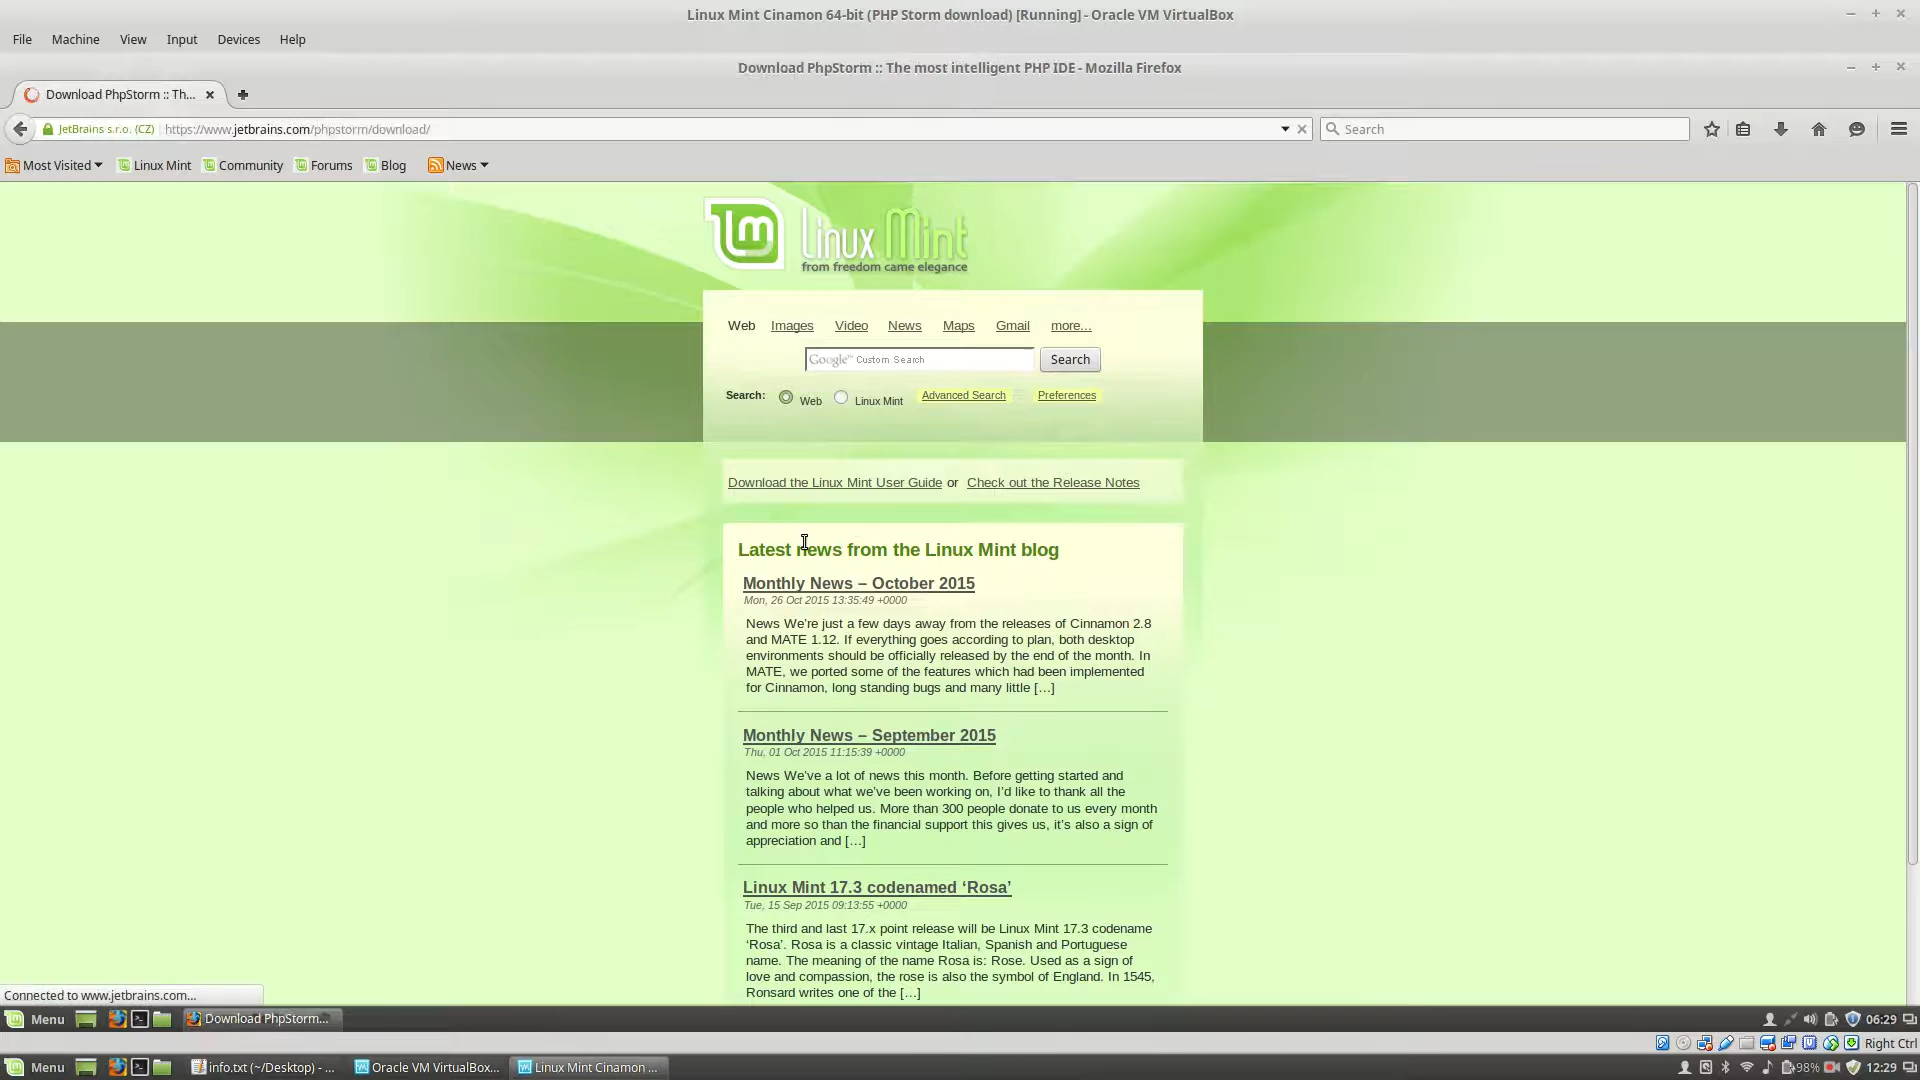 Linux Mint Cinamon 64-bit (PHP Storm download) [Running] - Oracle VM VirtualBox
File Machine View Input Devices Help
Download PhpStorm :: The most intelligent PHP IDE - Mozilla Firefox
Download PhpStorm :: Th...
JetBrains s.r.o. (CZ) https://www.jetbrains.com/phpstorm/download/ Search
Most Visited Linux Mint Community Forums Blog News
Linux Mint
from freedom came elegance
Web Images Video News Maps Gmail more...
Google™ Custom Search Search
Search: Web Linux Mint Advanced Search Preferences
Download the Linux Mint User Guide or Check out the Release Notes
Latest news from the Linux Mint blog
Monthly News – October 2015
Mon, 26 Oct 2015 13:35:49 +0000
News We're just a few days away from the releases of Cinnamon 2.8
and MATE 1.12. If everything goes according to plan, both desktop
environments should be officially released by the end of the month. In
MATE, we ported some of the features which had been implemented
for Cinnamon, long standing bugs and many little […]
Monthly News – September 2015
Thu, 01 Oct 2015 11:15:39 +0000
News We've a lot of news this month. Before getting started and
talking about what we've been working on, I'd like to thank all the
people who helped us. More than 300 people donate to us every month
and more so than the financial support this gives us, it's also a sign of
appreciation and […]
Linux Mint 17.3 codenamed ‘Rosa’
Tue, 15 Sep 2015 09:13:55 +0000
The third and last 17.x point release will be Linux Mint 17.3 codename
‘Rosa’. Rosa is a classic vintage Italian, Spanish and Portuguese
name. The meaning of the name Rosa is: Rose. Used as a sign of
love and compassion, the rose is also the symbol of England. In 1545,
Ronsard writes one of the […]
Connected to www.jetbrains.com...
Menu Download PhpStorm... 06:29
Right Ctrl
Menu info.txt (~/Desktop) - ... Oracle VM VirtualBox... Linux Mint Cinamon ... 98% 12:29